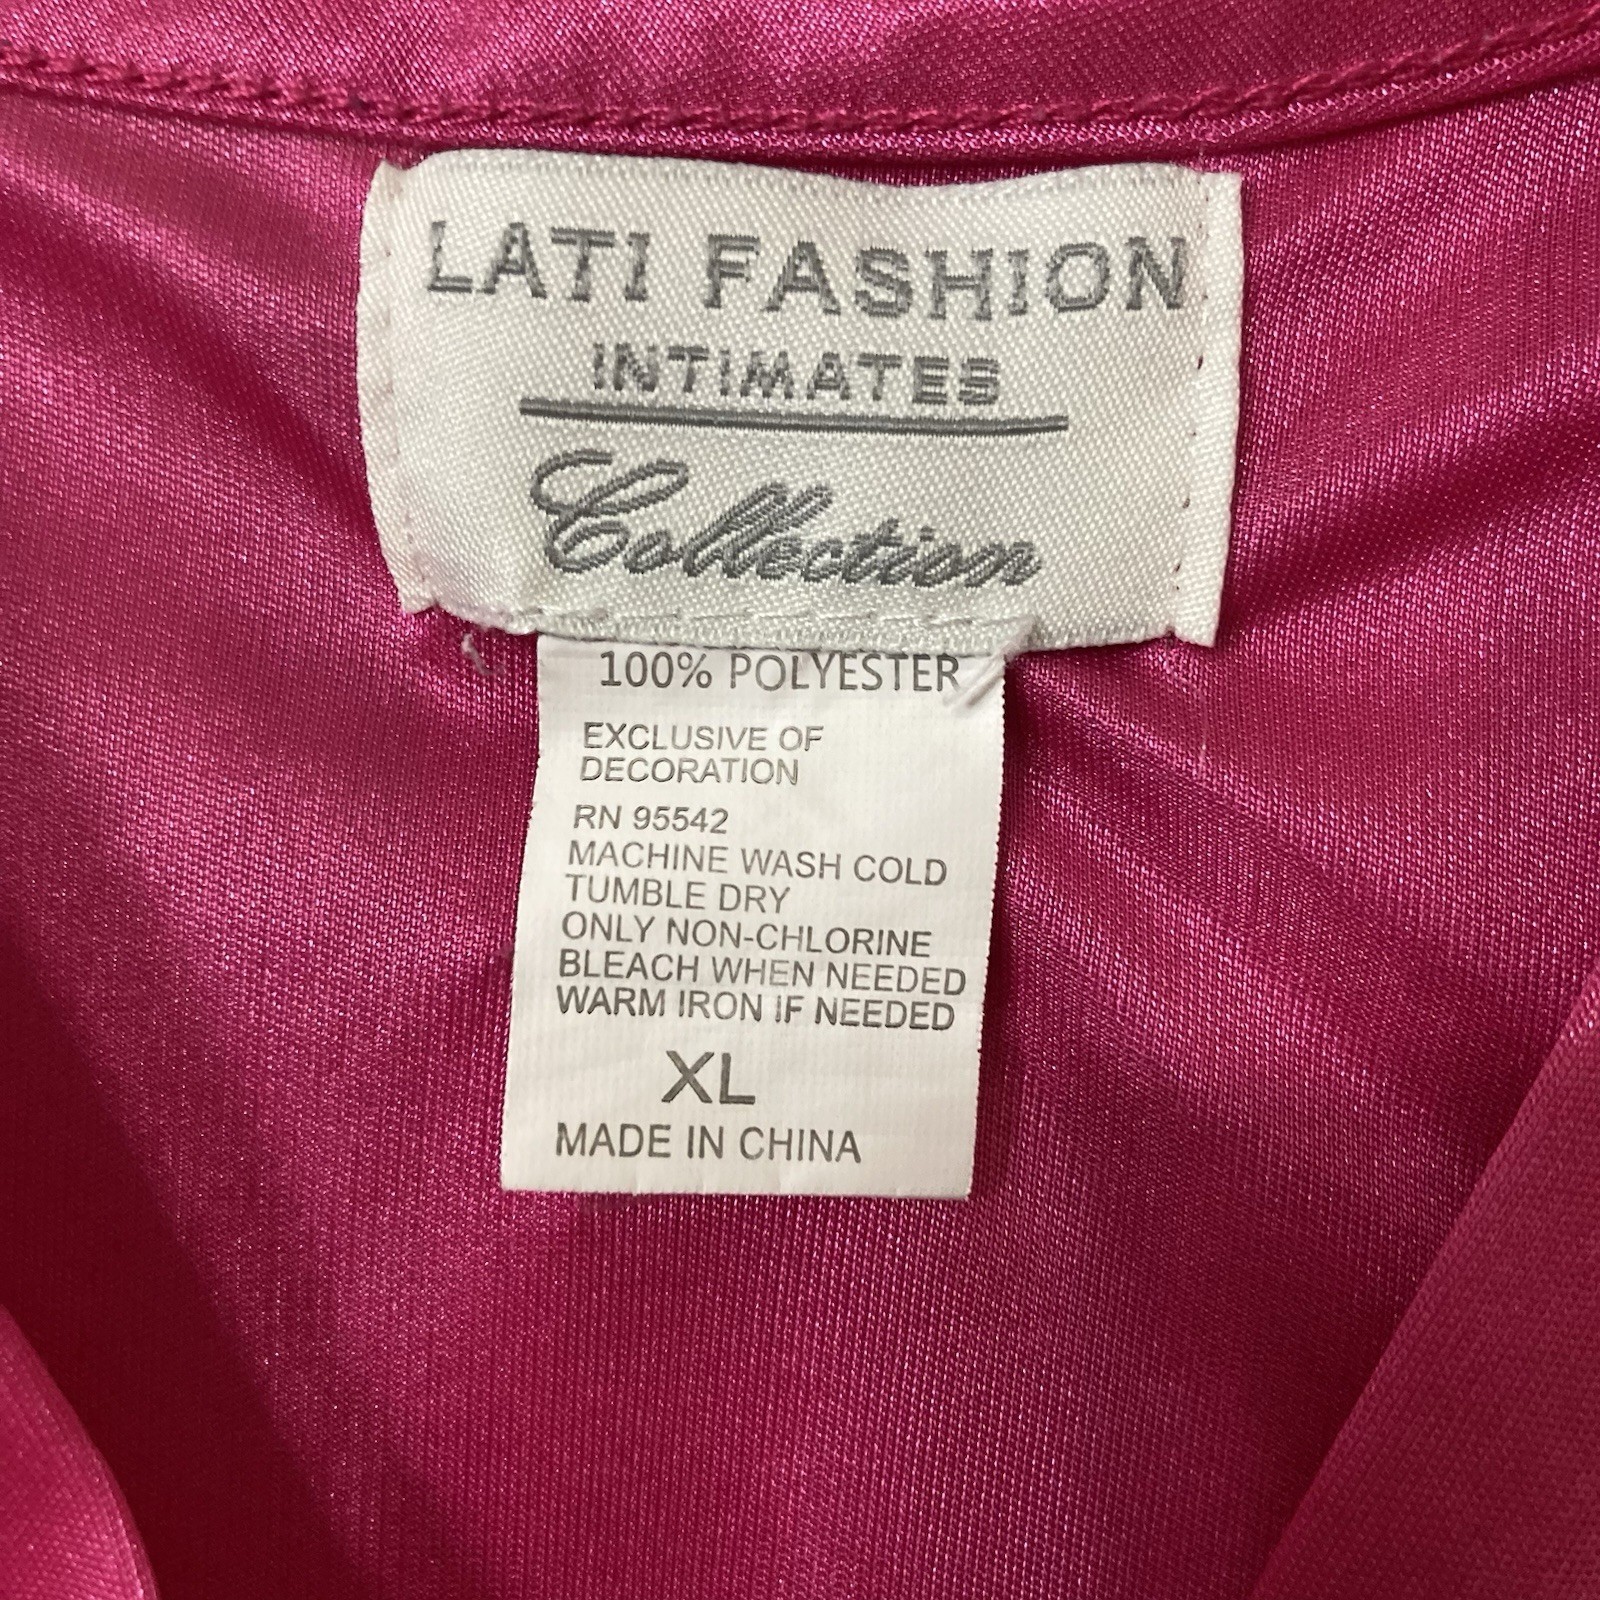 LATI FASHION
INTIMATES
Collection
100% POLYESTER
EXCLUSIVE OF
DECORATION
RN 95542
MACHINE WASH COLD
TUMBLE DRY
ONLY NON-CHLORINE
BLEACH WHEN NEEDED
WARM IRON IF NEEDED
XL
MADE IN CHINA